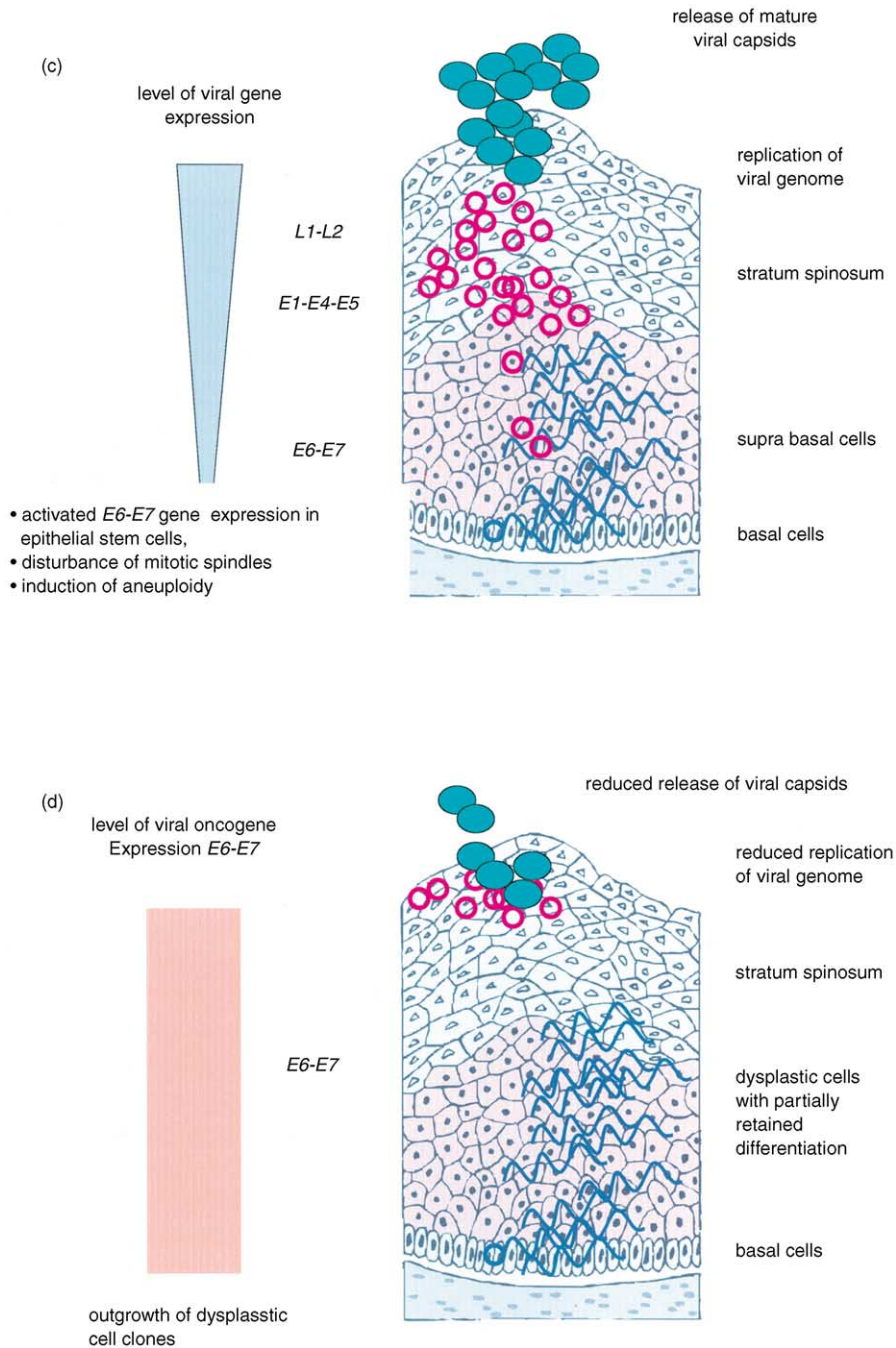 (c)
level of viral gene
expression
L1-L2
E1-E4-E5
E6-E7
• activated E6-E7 gene expression in
epithelial stem cells,
• disturbance of mitotic spindles
• induction of aneuploidy
release of mature
viral capsids
replication of
viral genome
stratum spinosum
supra basal cells
basal cells
(d)
level of viral oncogene
Expression E6-E7
E6-E7
outgrowth of dysplasstic
cell clones
reduced release of viral capsids
reduced replication
of viral genome
stratum spinosum
dysplastic cells
with partially
retained
differentiation
basal cells